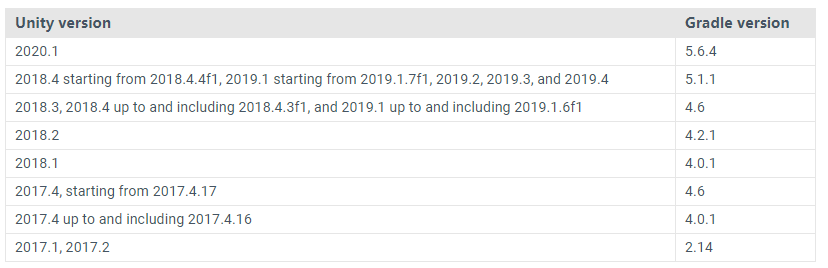 Unity version Gradle version
2020.1 5.6.4
2018.4 starting from 2018.4.4f1, 2019.1 starting from 2019.1.7f1, 2019.2, 2019.3, and 2019.4 5.1.1
2018.3, 2018.4 up to and including 2018.4.3f1, and 2019.1 up to and including 2019.1.6f1 4.6
2018.2 4.2.1
2018.1 4.0.1
2017.4, starting from 2017.4.17 4.6
2017.4 up to and including 2017.4.16 4.0.1
2017.1, 2017.2 2.14